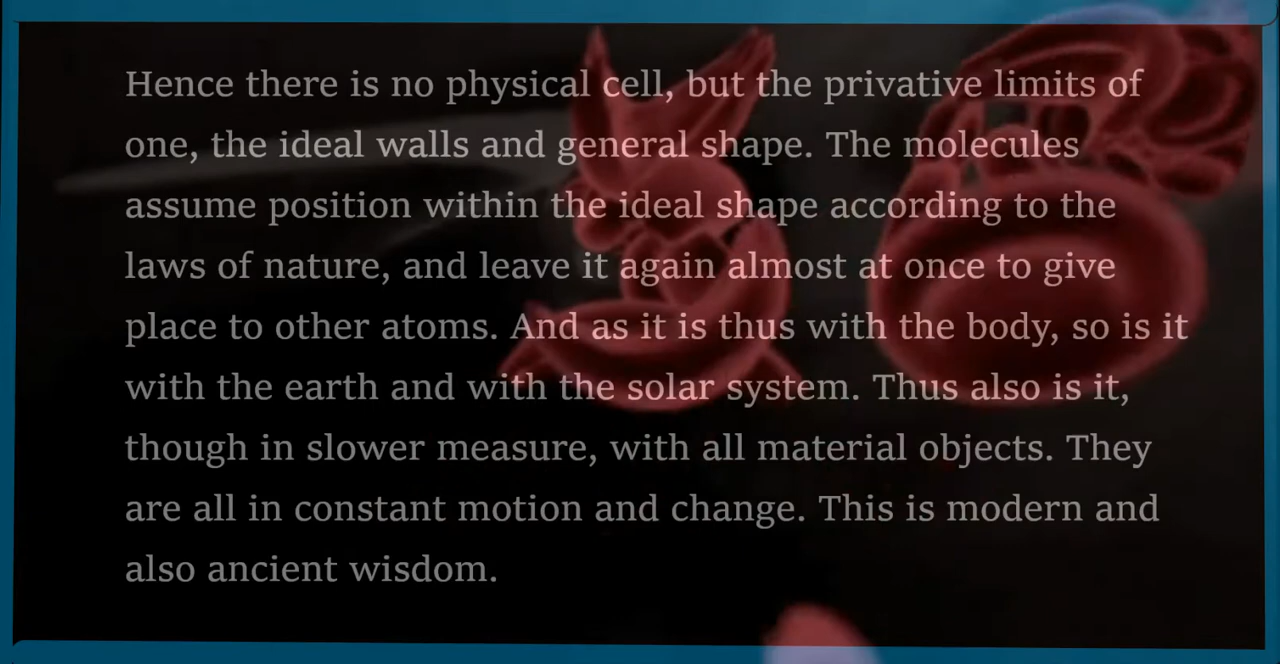 Hence there is no physical cell, but the privative limits of
one, the ideal walls and general shape. The molecules
assume position within the ideal shape according to the
laws of nature, and leave it again almost at once to give
place to other atoms. And as it is thus with the body, so is it
with the earth and with the solar system. Thus also is it,
though in slower measure, with all material objects. They
are all in constant motion and change. This is modern and
also ancient wisdom.